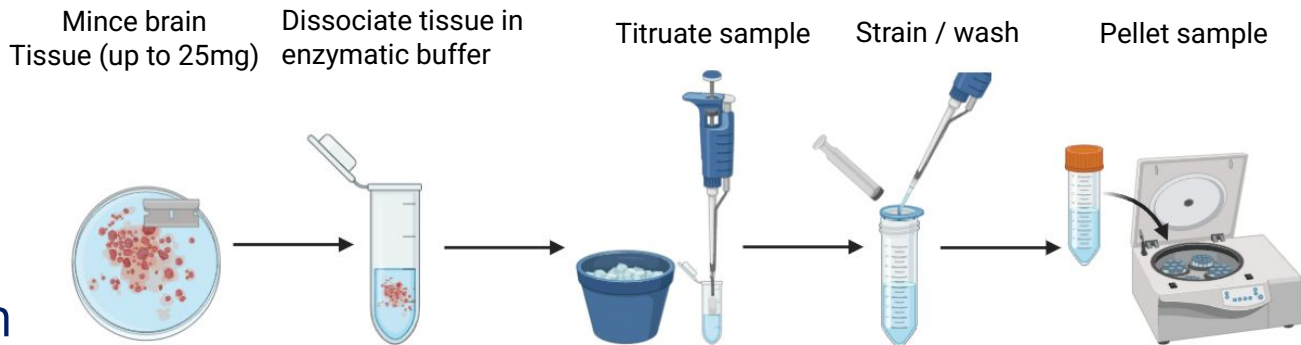 Mince brain
Tissue (up to 25mg)
Dissociate tissue in
enzymatic buffer
Titruate sample
Strain / wash
Pellet sample